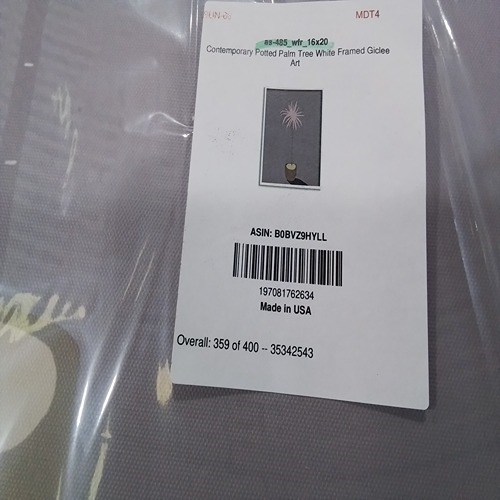 MDT4
as-485_wfr_16x20
Contemporary Potted Palm Tree White Framed Giclee
Art
ASIN: B0BVZ9HYLL
197081762634
Made in USA
Overall: 359 of 400 -- 35342543